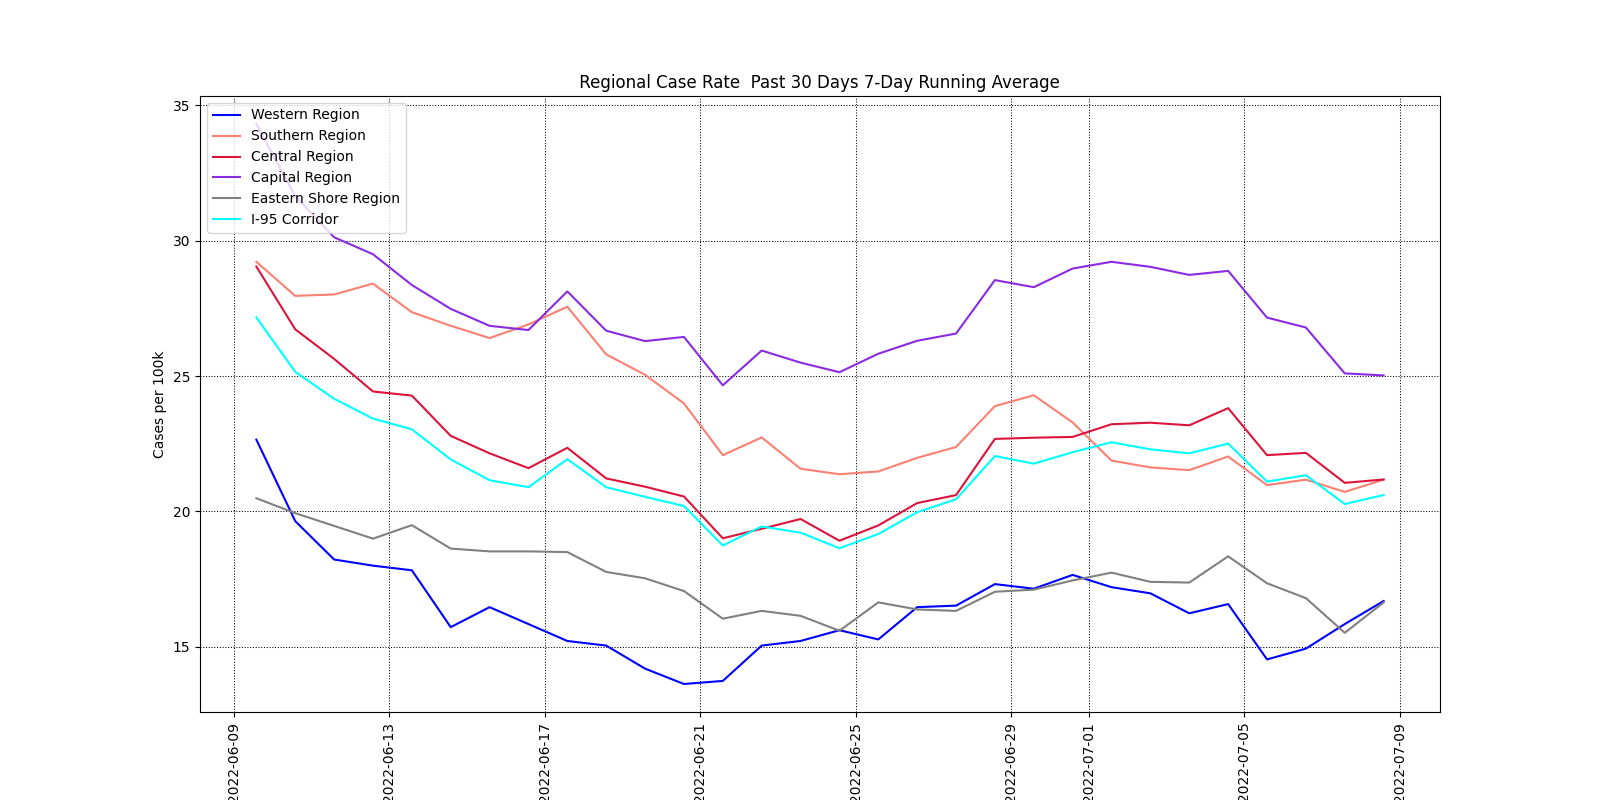 Regional Case Rate  Past 30 Days 7-Day Running Average
35
Western Region
Southern Region
Central Region
Capital Region
Eastern Shore Region
I-95 Corridor
30
25
20
15
Cases per 100k
2022-06-09
2022-06-13
2022-06-17
2022-06-21
2022-06-25
2022-06-29
2022-07-01
2022-07-05
2022-07-09